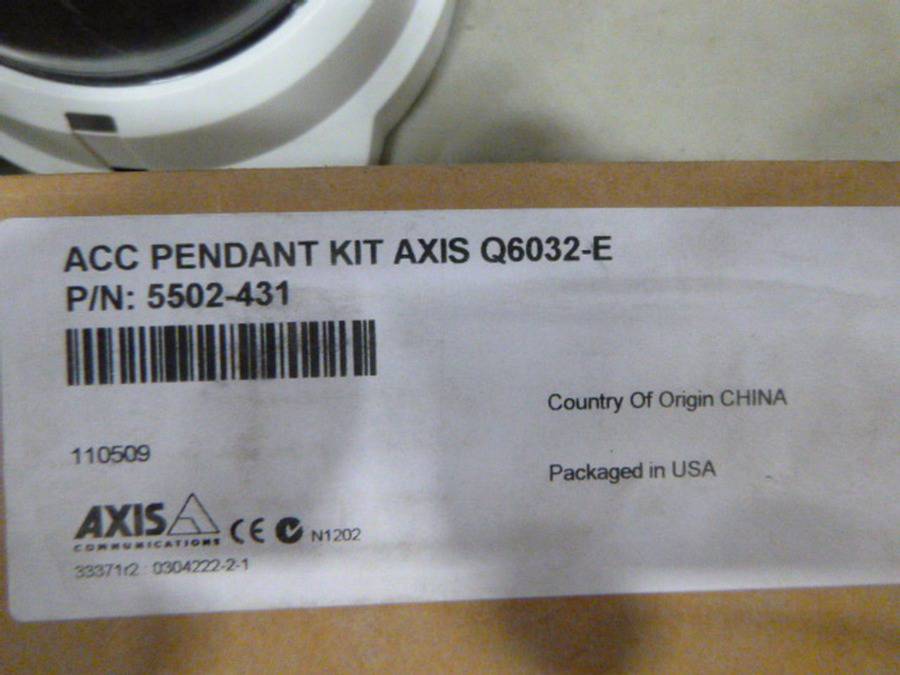 ACC PENDANT KIT AXIS Q6032-E
P/N: 5502-431
Country Of Origin CHINA
110509
Packaged in USA
AXIS
COMMUNICATIONS
CE N1202
33371r2 0304222-2-1